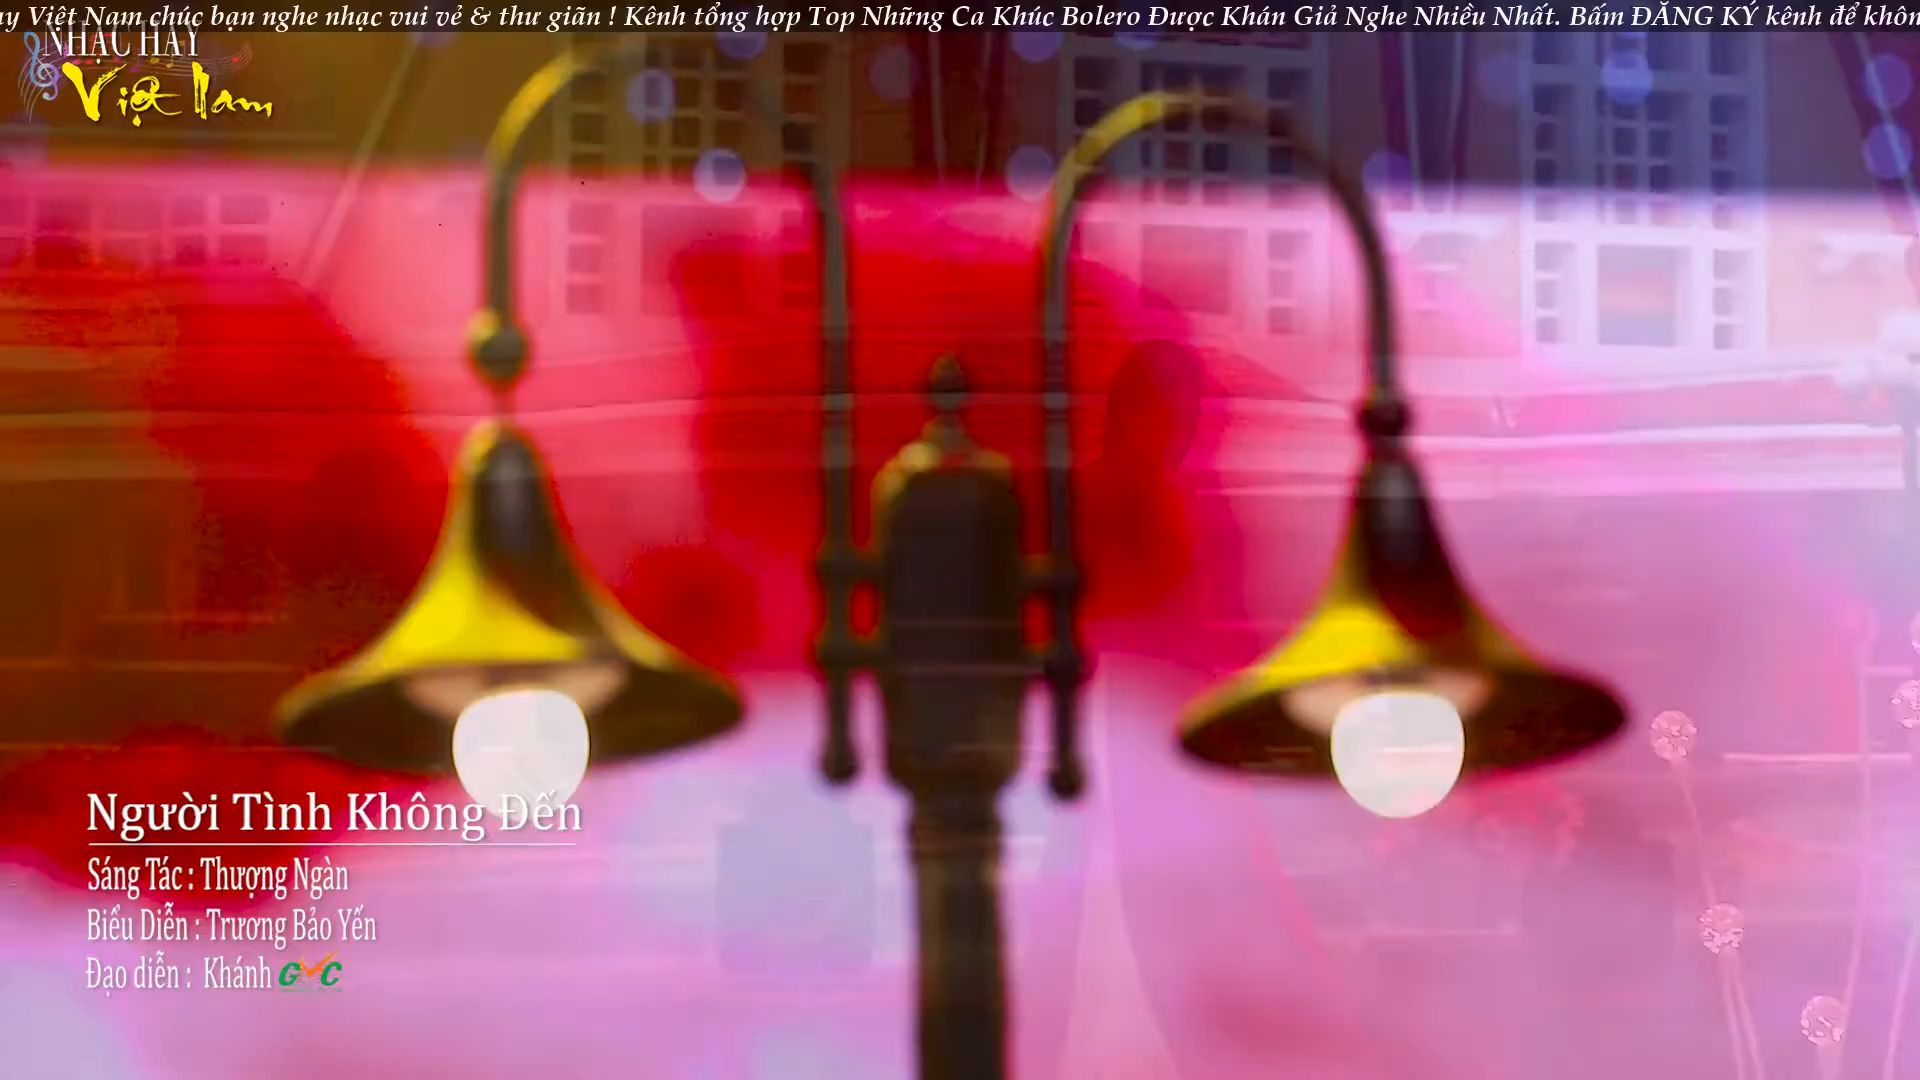 ay Việt Nam chúc bạn nghe nhạc vui vẻ & thư giãn ! Kênh tổng hợp Top Những Ca Khúc Bolero Được Khán Giả Nghe Nhiều Nhất. Bấm ĐĂNG KÝ kênh để khôn
NHẠC HAY
Việt Nam
Người Tình Không Đến
Sáng Tác : Thượng Ngàn
Biểu Diễn : Trương Bảo Yến
Đạo diễn : Khánh GMC